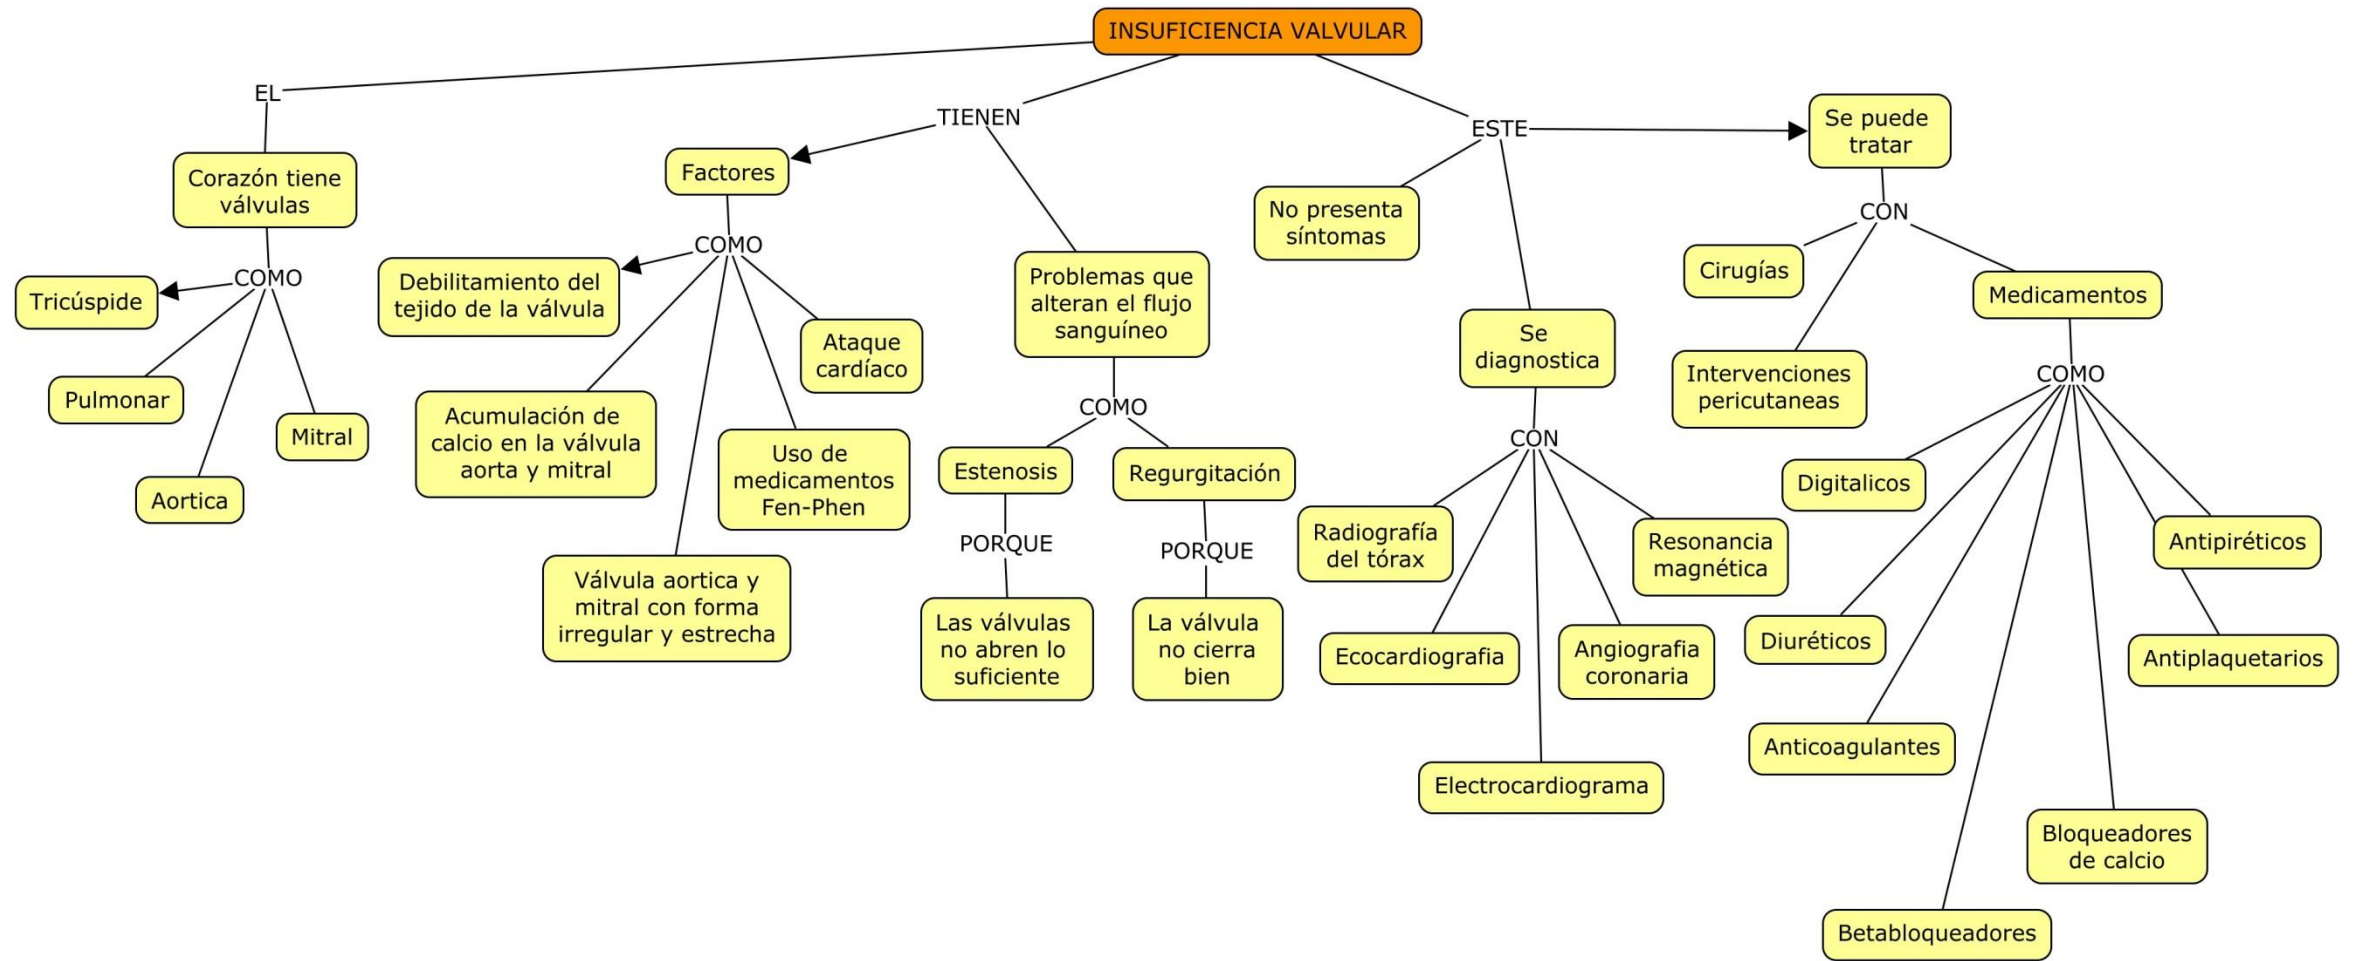 INSUFICIENCIA VALVULAR
EL
Corazón tiene
válvulas
COMO
Tricúspide
Pulmonar
Aortica
Mitral
TIENEN
Factores
COMO
Debilitamiento del
tejido de la válvula
Acumulación de
calcio en la válvula
aorta y mitral
Válvula aortica y
mitral con forma
irregular y estrecha
Uso de
medicamentos
Fen-Phen
Ataque
cardíaco
Problemas que
alteran el flujo
sanguíneo
COMO
Estenosis
PORQUE
Las válvulas
no abren lo
suficiente
Regurgitación
PORQUE
La válvula
no cierra
bien
ESTE
No presenta
síntomas
Se
diagnostica
CON
Radiografía
del tórax
Ecocardiografia
Electrocardiograma
Angiografia
coronaria
Resonancia
magnética
Se puede
tratar
CON
Cirugías
Intervenciones
pericutaneas
Medicamentos
COMO
Digitalicos
Diuréticos
Anticoagulantes
Betabloqueadores
Bloqueadores
de calcio
Antiplaquetarios
Antipiréticos